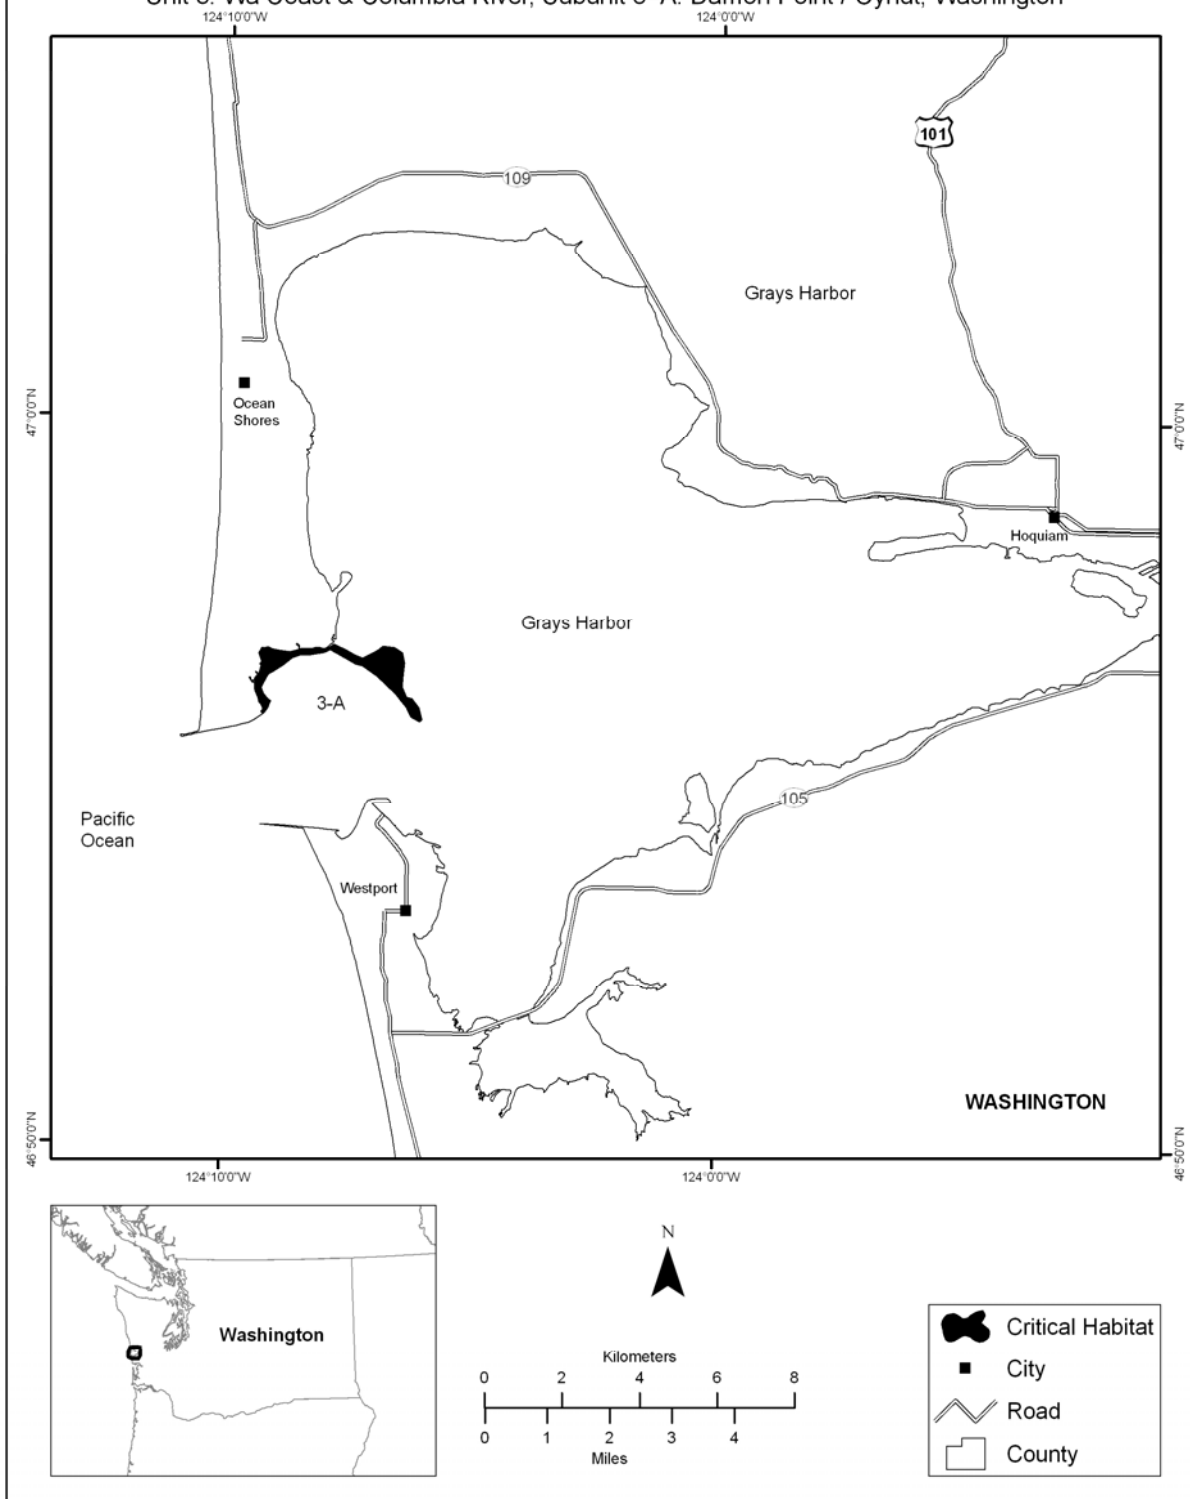 Unit 3: Wa Coast & Columbia River, Subunit 3-A: Damon Point / Oyhut, Washington
124°10'0"W
124°0'0"W
101
109
Grays Harbor
47°0'0"N
47°0'0"N
Ocean
Shores
Hoquiam
Grays Harbor
3-A
105
Pacific
Ocean
Westport
WASHINGTON
46°50'0"N
46°50'0"N
124°10'0"W
124°0'0"W
Washington
N
Kilometers
0 2 4 6 8
0 1 2 3 4
Miles
Critical Habitat
City
Road
County